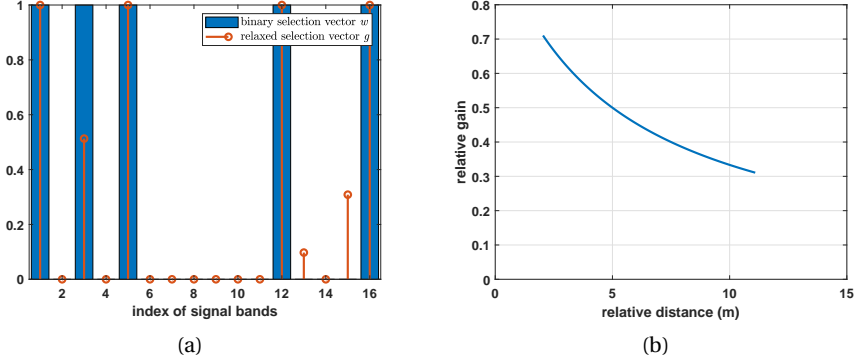 1
0.8
0.6
0.4
0.2
0
binary selection vector w
relaxed selection vector g
2 4 6 8 10 12 14 16
index of signal bands
(a)
0.8
0.7
0.6
0.5
0.4
0.3
0.2
0.1
0
relative gain
0 5 10 15
relative distance (m)
(b)